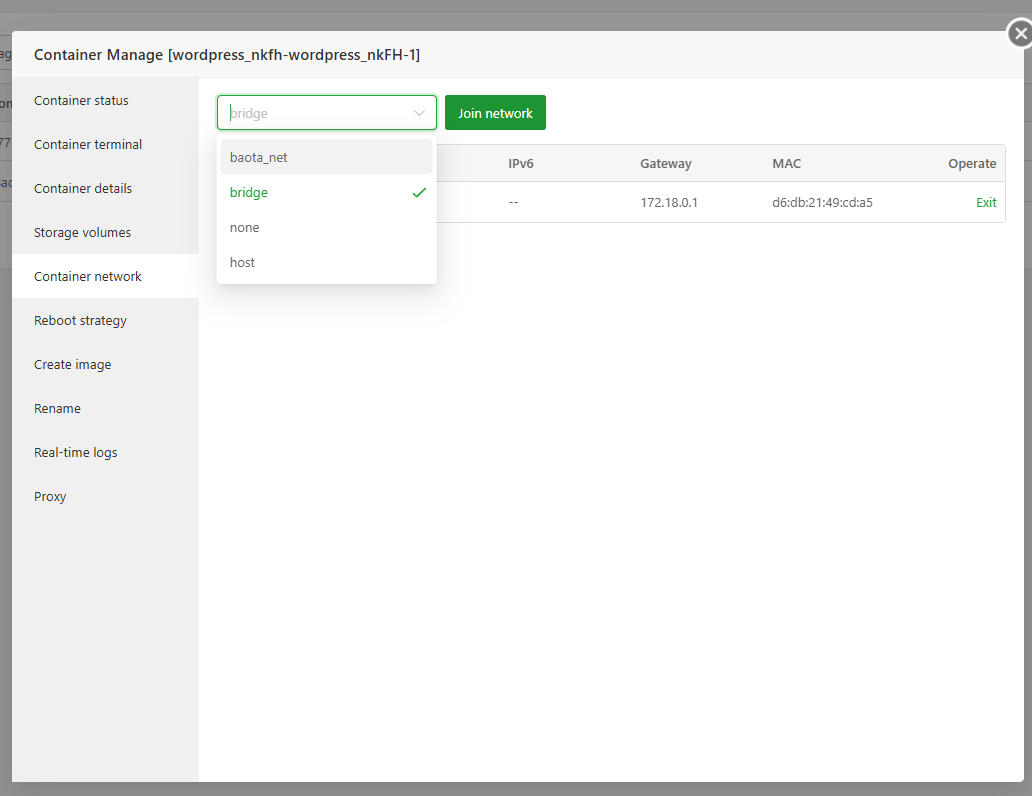 Container Manage [wordpress_nkfh-wordpress_nkFH-1]
Container status
Container terminal
Container details
Storage volumes
Container network
Reboot strategy
Create image
Rename
Real-time logs
Proxy
bridge
Join network
baota_net
bridge
none
host
IPv6 Gateway MAC Operate
-- 172.18.0.1 d6:db:21:49:cd:a5 Exit